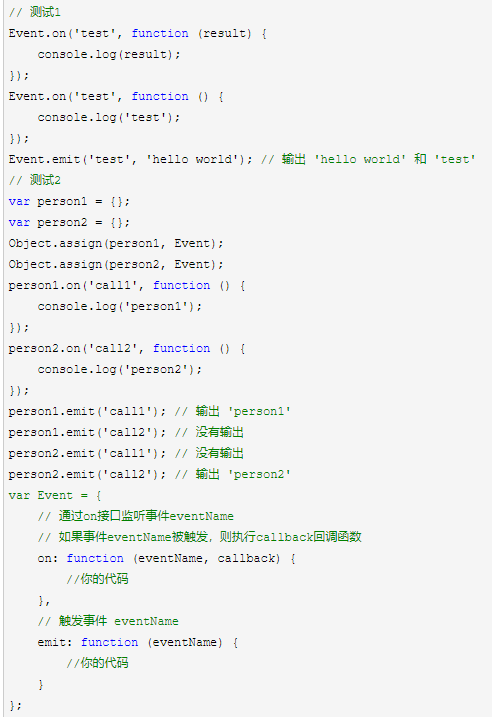 // 测试1
Event.on('test', function (result) {
    console.log(result);
});
Event.on('test', function () {
    console.log('test');
});
Event.emit('test', 'hello world'); // 输出 'hello world' 和 'test'
// 测试2
var person1 = {};
var person2 = {};
Object.assign(person1, Event);
Object.assign(person2, Event);
person1.on('call1', function () {
    console.log('person1');
});
person2.on('call2', function () {
    console.log('person2');
});
person1.emit('call1'); // 输出 'person1'
person1.emit('call2'); // 没有输出
person2.emit('call1'); // 没有输出
person2.emit('call2'); // 输出 'person2'
var Event = {
    // 通过on接口监听事件eventName
    // 如果事件eventName被触发，则执行callback回调函数
    on: function (eventName, callback) {
        //你的代码
    },
    // 触发事件 eventName
    emit: function (eventName) {
        //你的代码
    }
};